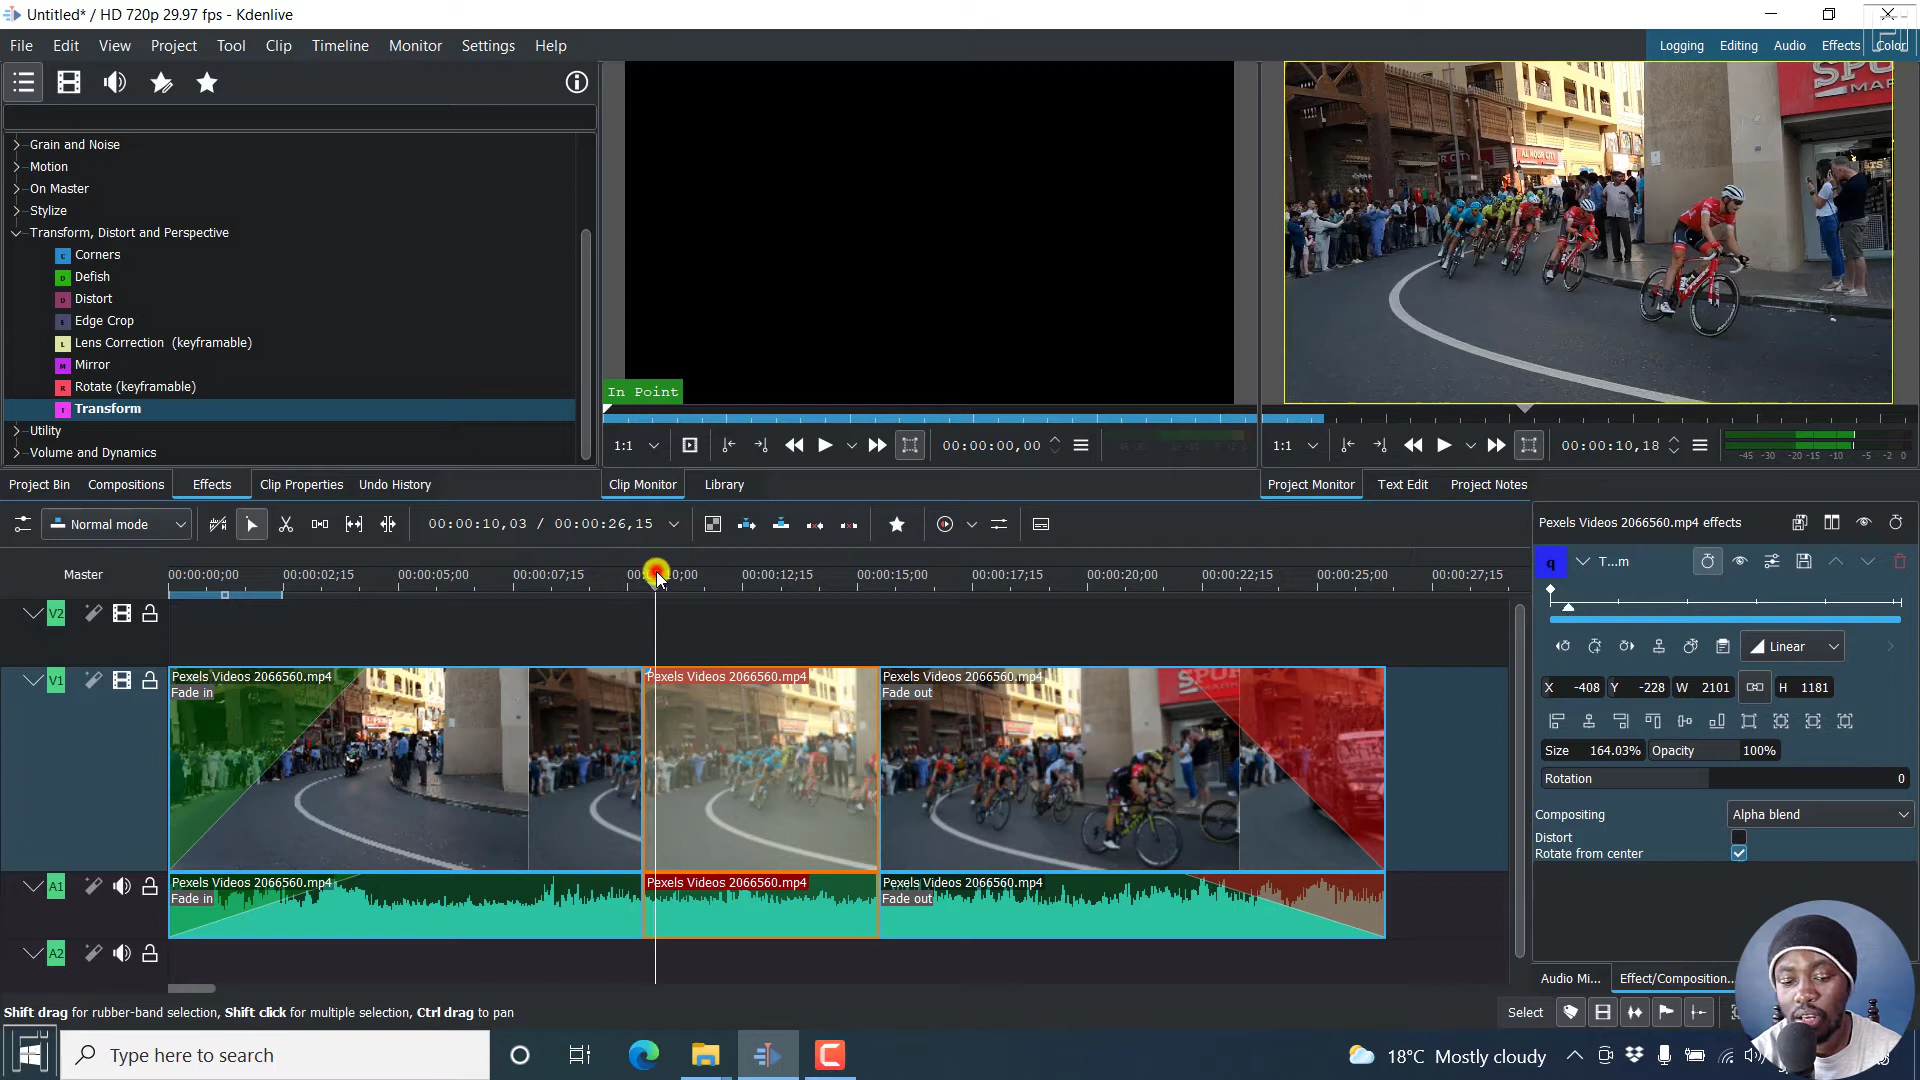 Untitled* / HD 720p 29.97 fps - Kdenlive
File Edit View Project Tool Clip Timeline Monitor Settings Help
Logging Editing Audio Effects Color
Grain and Noise
Motion
On Master
Stylize
Transform, Distort and Perspective
C Corners
D Defish
D Distort
E Edge Crop
L Lens Correction (keyframable)
M Mirror
R Rotate (keyframable)
T Transform
Utility
Volume and Dynamics
In Point
1:1 00:00:00,00
AL NOOR CITY
1:1 00:00:10,18
-45 -30 -20 -15 -10 -5 -2 0
Project Bin Compositions Effects Clip Properties Undo History
Clip Monitor Library
Project Monitor Text Edit Project Notes
Normal mode 00:00:10,03 / 00:00:26,15
Master 00:00:00;00 00:00:02;15 00:00:05;00 00:00:07;15 00:00:12;15 00:00:15;00 00:00:17;15 00:00:20;00 00:00:22;15 00:00:25;00 00:00:27;15
V2
V1
Pexels Videos 2066560.mp4 Pexels Videos 2066560.mp4 Pexels Videos 2066560.mp4
Fade in Fade out
A1
Pexels Videos 2066560.mp4 Pexels Videos 2066560.mp4 Pexels Videos 2066560.mp4
Fade in Fade out
A2
Pexels Videos 2066560.mp4 effects
q T...m
Linear
X -408 Y -228 W 2101 H 1181
Size 164.03% Opacity 100%
Rotation 0
Compositing Alpha blend
Distort
Rotate from center
Audio Mi... Effect/Composition...
Shift drag for rubber-band selection, Shift click for multiple selection, Ctrl drag to pan
Select
Type here to search
18°C Mostly cloudy